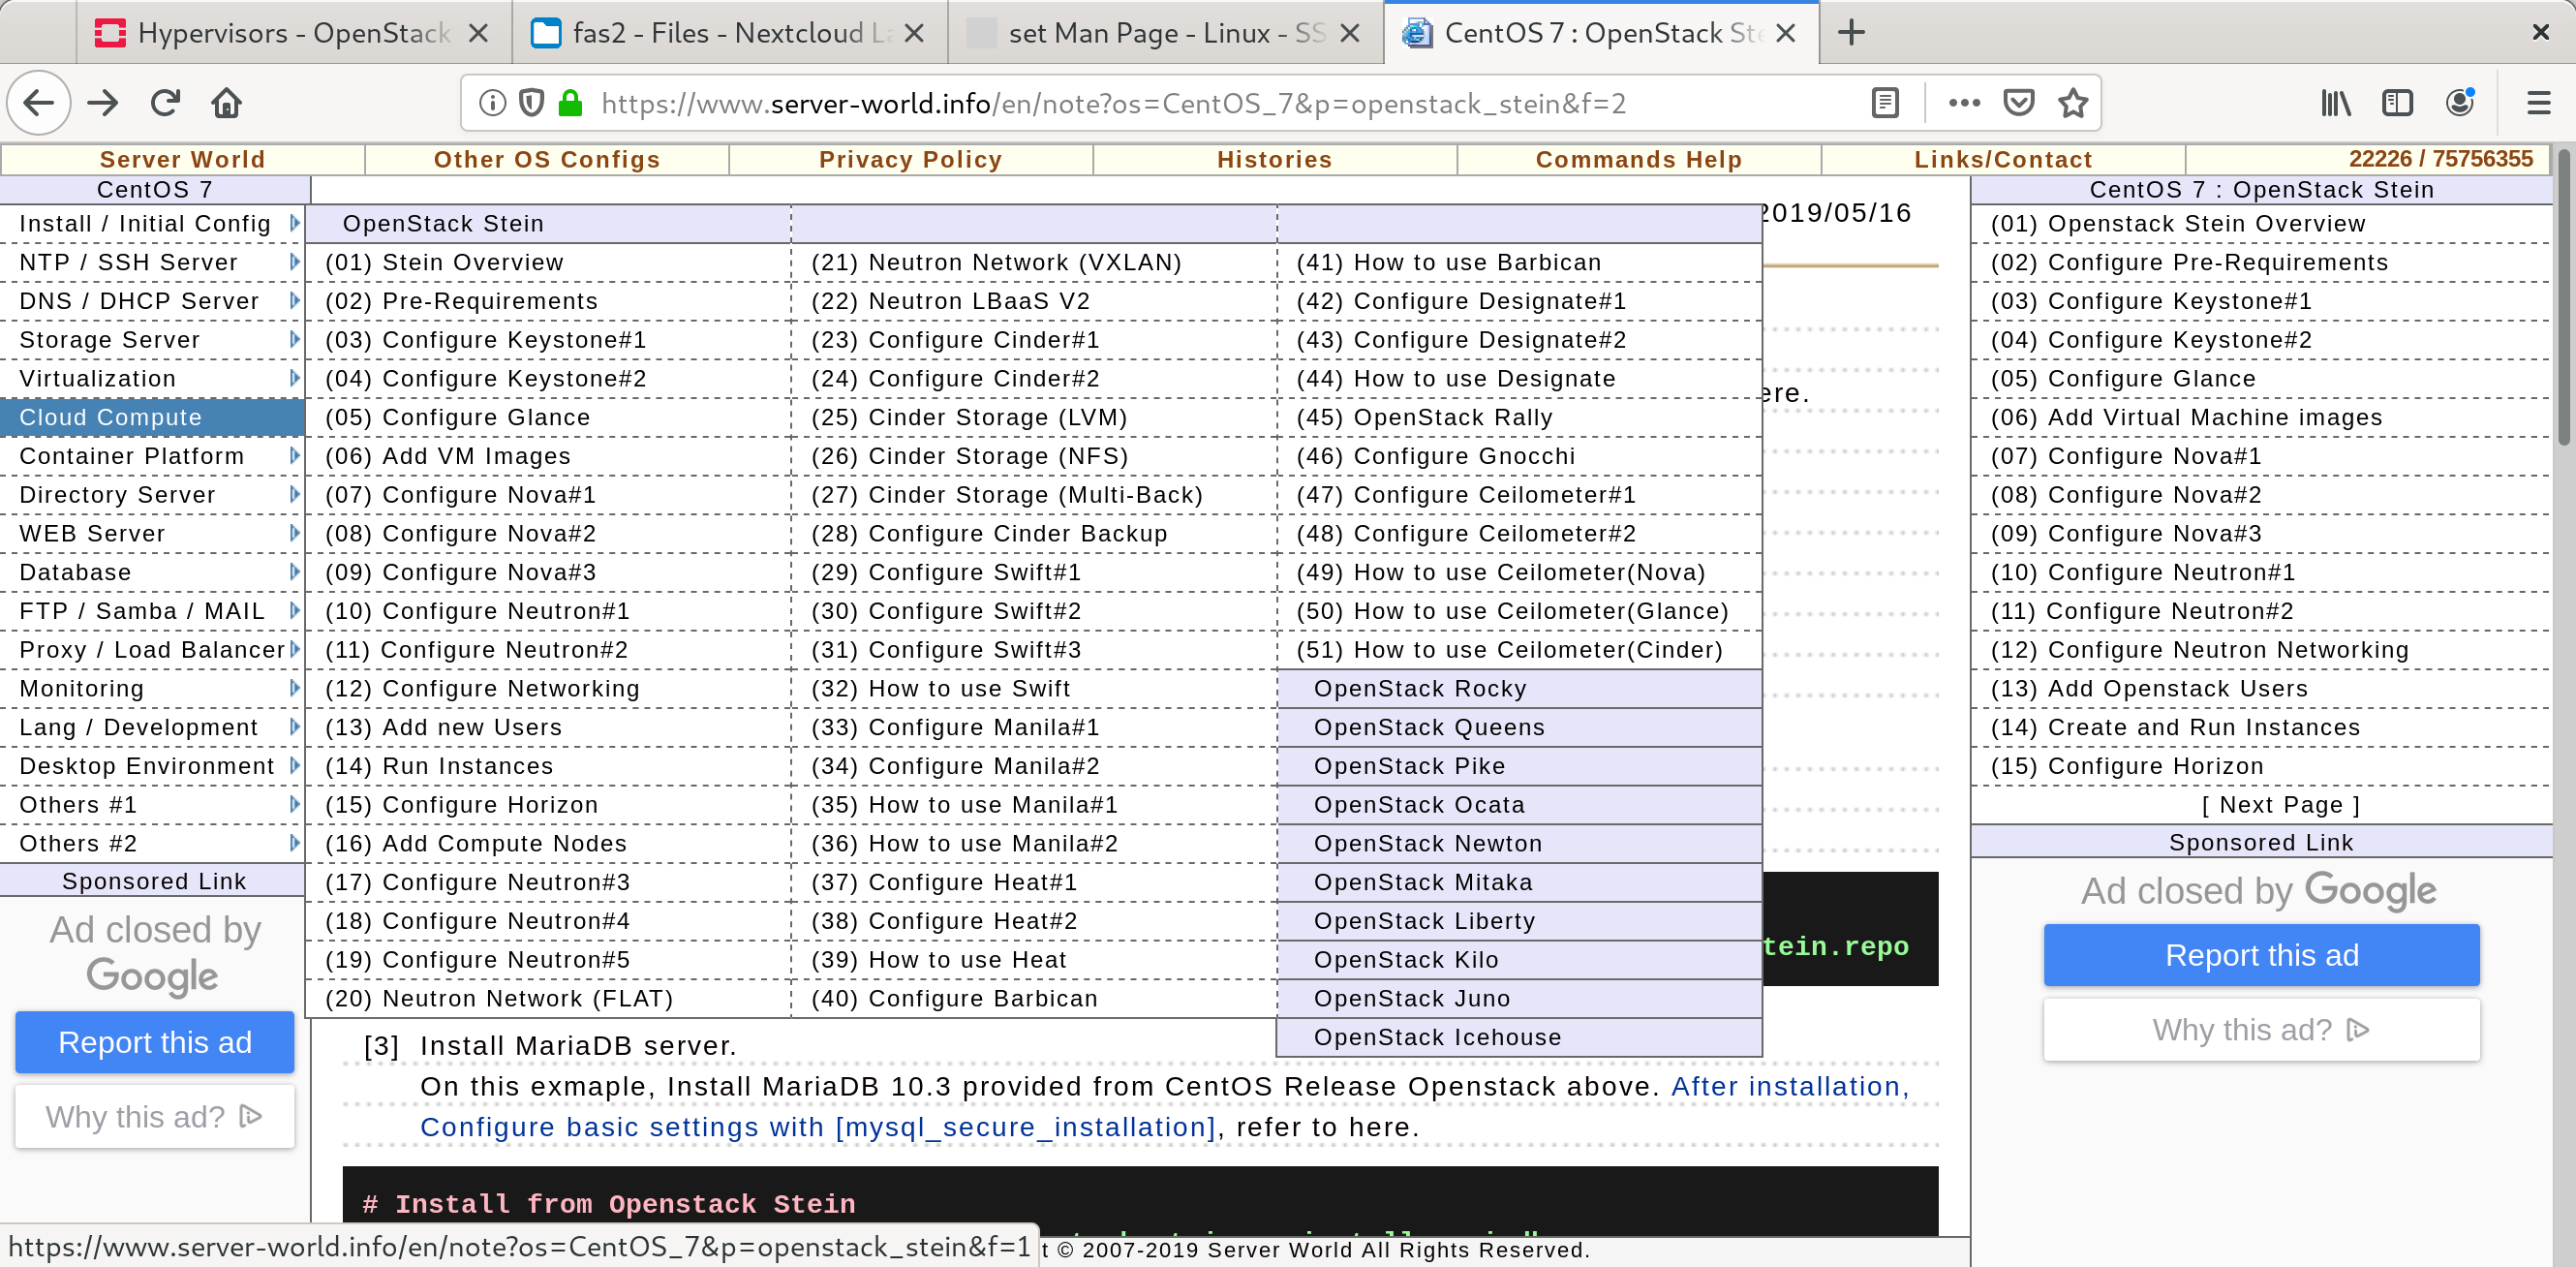 Hypervisors - OpenStack
fas2 - Files - Nextcloud La
set Man Page - Linux - SS
CentOS 7 : OpenStack Ste
https://www.server-world.info/en/note?os=CentOS_7&p=openstack_stein&f=2
Server World
Other OS Configs
Privacy Policy
Histories
Commands Help
Links/Contact
22226 / 75756355
CentOS 7
Install / Initial Config
NTP / SSH Server
DNS / DHCP Server
Storage Server
Virtualization
Cloud Compute
Container Platform
Directory Server
WEB Server
Database
FTP / Samba / MAIL
Proxy / Load Balancer
Monitoring
Lang / Development
Desktop Environment
Others #1
Others #2
Sponsored Link
Ad closed by
Google
Report this ad
Why this ad?
OpenStack Stein
(01) Stein Overview
(02) Pre-Requirements
(03) Configure Keystone#1
(04) Configure Keystone#2
(05) Configure Glance
(06) Add VM Images
(07) Configure Nova#1
(08) Configure Nova#2
(09) Configure Nova#3
(10) Configure Neutron#1
(11) Configure Neutron#2
(12) Configure Networking
(13) Add new Users
(14) Run Instances
(15) Configure Horizon
(16) Add Compute Nodes
(17) Configure Neutron#3
(18) Configure Neutron#4
(19) Configure Neutron#5
(20) Neutron Network (FLAT)
(21) Neutron Network (VXLAN)
(22) Neutron LBaaS V2
(23) Configure Cinder#1
(24) Configure Cinder#2
(25) Cinder Storage (LVM)
(26) Cinder Storage (NFS)
(27) Cinder Storage (Multi-Back)
(28) Configure Cinder Backup
(29) Configure Swift#1
(30) Configure Swift#2
(31) Configure Swift#3
(32) How to use Swift
(33) Configure Manila#1
(34) Configure Manila#2
(35) How to use Manila#1
(36) How to use Manila#2
(37) Configure Heat#1
(38) Configure Heat#2
(39) How to use Heat
(40) Configure Barbican
(41) How to use Barbican
(42) Configure Designate#1
(43) Configure Designate#2
(44) How to use Designate
(45) OpenStack Rally
(46) Configure Gnocchi
(47) Configure Ceilometer#1
(48) Configure Ceilometer#2
(49) How to use Ceilometer(Nova)
(50) How to use Ceilometer(Glance)
(51) How to use Ceilometer(Cinder)
OpenStack Rocky
OpenStack Queens
OpenStack Pike
OpenStack Ocata
OpenStack Newton
OpenStack Mitaka
OpenStack Liberty
OpenStack Kilo
OpenStack Juno
OpenStack Icehouse
2019/05/16
ere.
tein.repo
[3] Install MariaDB server.
On this exmaple, Install MariaDB 10.3 provided from CentOS Release Openstack above. After installation,
Configure basic settings with [mysql_secure_installation], refer to here.
# Install from Openstack Stein
CentOS 7 : OpenStack Stein
(01) Openstack Stein Overview
(02) Configure Pre-Requirements
(03) Configure Keystone#1
(04) Configure Keystone#2
(05) Configure Glance
(06) Add Virtual Machine images
(07) Configure Nova#1
(08) Configure Nova#2
(09) Configure Nova#3
(10) Configure Neutron#1
(11) Configure Neutron#2
(12) Configure Neutron Networking
(13) Add Openstack Users
(14) Create and Run Instances
(15) Configure Horizon
[ Next Page ]
Sponsored Link
Ad closed by Google
Report this ad
Why this ad?
https://www.server-world.info/en/note?os=CentOS_7&p=openstack_stein&f=1
t © 2007-2019 Server World All Rights Reserved.